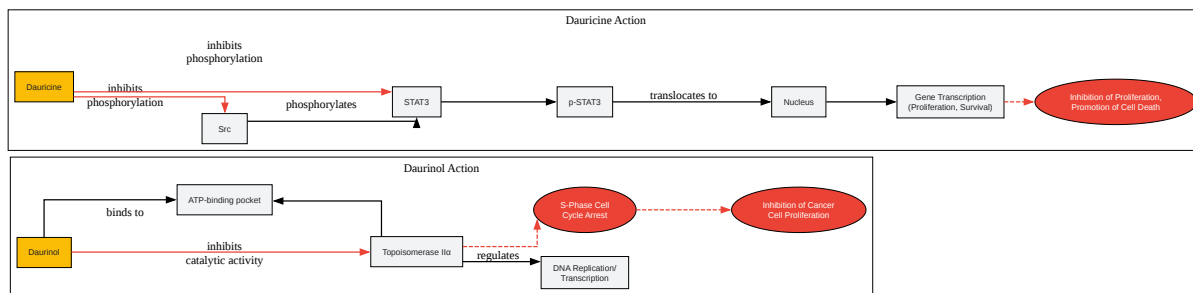 Dauricine Action
inhibits
phosphorylation
Dauricine
inhibits
phosphorylation
phosphorylates
Src
STAT3
p-STAT3
translocates to
Nucleus
Gene Transcription
(Proliferation, Survival)
Inhibition of Proliferation,
Promotion of Cell Death
Daurinol Action
ATP-binding pocket
binds to
Daurinol
inhibits
catalytic activity
Topoisomerase IIα
regulates
S-Phase Cell
Cycle Arrest
DNA Replication/
Transcription
Inhibition of Cancer
Cell Proliferation